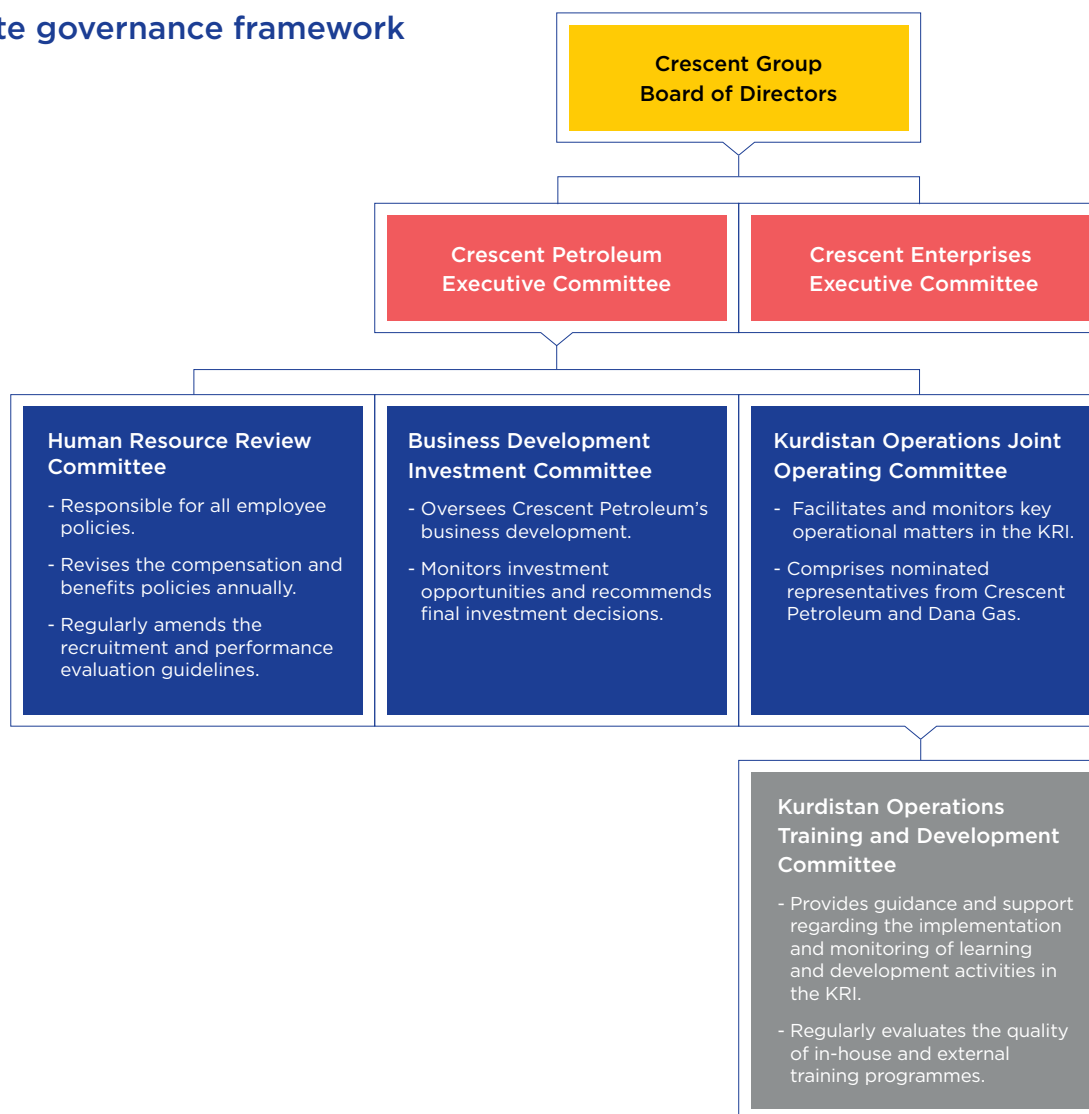 te governance framework
Crescent Group
Board of Directors
Crescent Petroleum
Executive Committee
Crescent Enterprises
Executive Committee
Human Resource Review
Committee
- Responsible for all employee
policies.
- Revises the compensation and
benefits policies annually.
- Regularly amends the
recruitment and performance
evaluation guidelines.
Business Development
Investment Committee
- Oversees Crescent Petroleum’s
business development.
- Monitors investment
opportunities and recommends
final investment decisions.
Kurdistan Operations Joint
Operating Committee
- Facilitates and monitors key
operational matters in the KRI.
- Comprises nominated
representatives from Crescent
Petroleum and Dana Gas.
Kurdistan Operations
Training and Development
Committee
- Provides guidance and support
regarding the implementation
and monitoring of learning
and development activities in
the KRI.
- Regularly evaluates the quality
of in-house and external
training programmes.